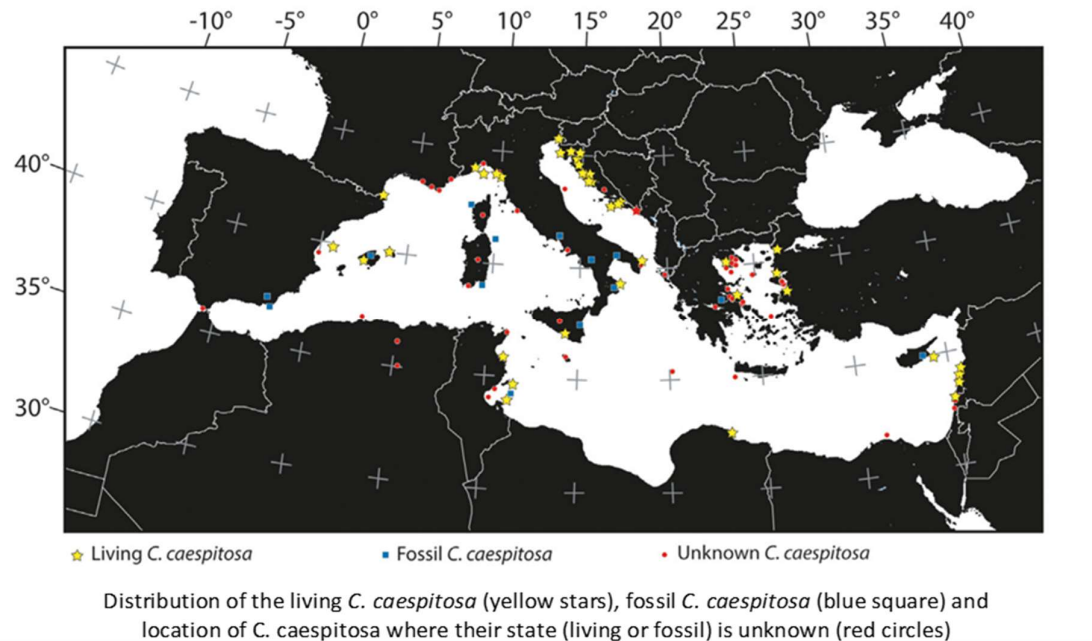 -10° -5° 0° 5° 10° 15° 20° 25° 30° 35° 40°
40°
35°
30°
Living C. caespitosa Fossil C. caespitosa Unknown C. caespitosa
Distribution of the living C. caespitosa (yellow stars), fossil C. caespitosa (blue square) and
location of C. caespitosa where their state (living or fossil) is unknown (red circles)